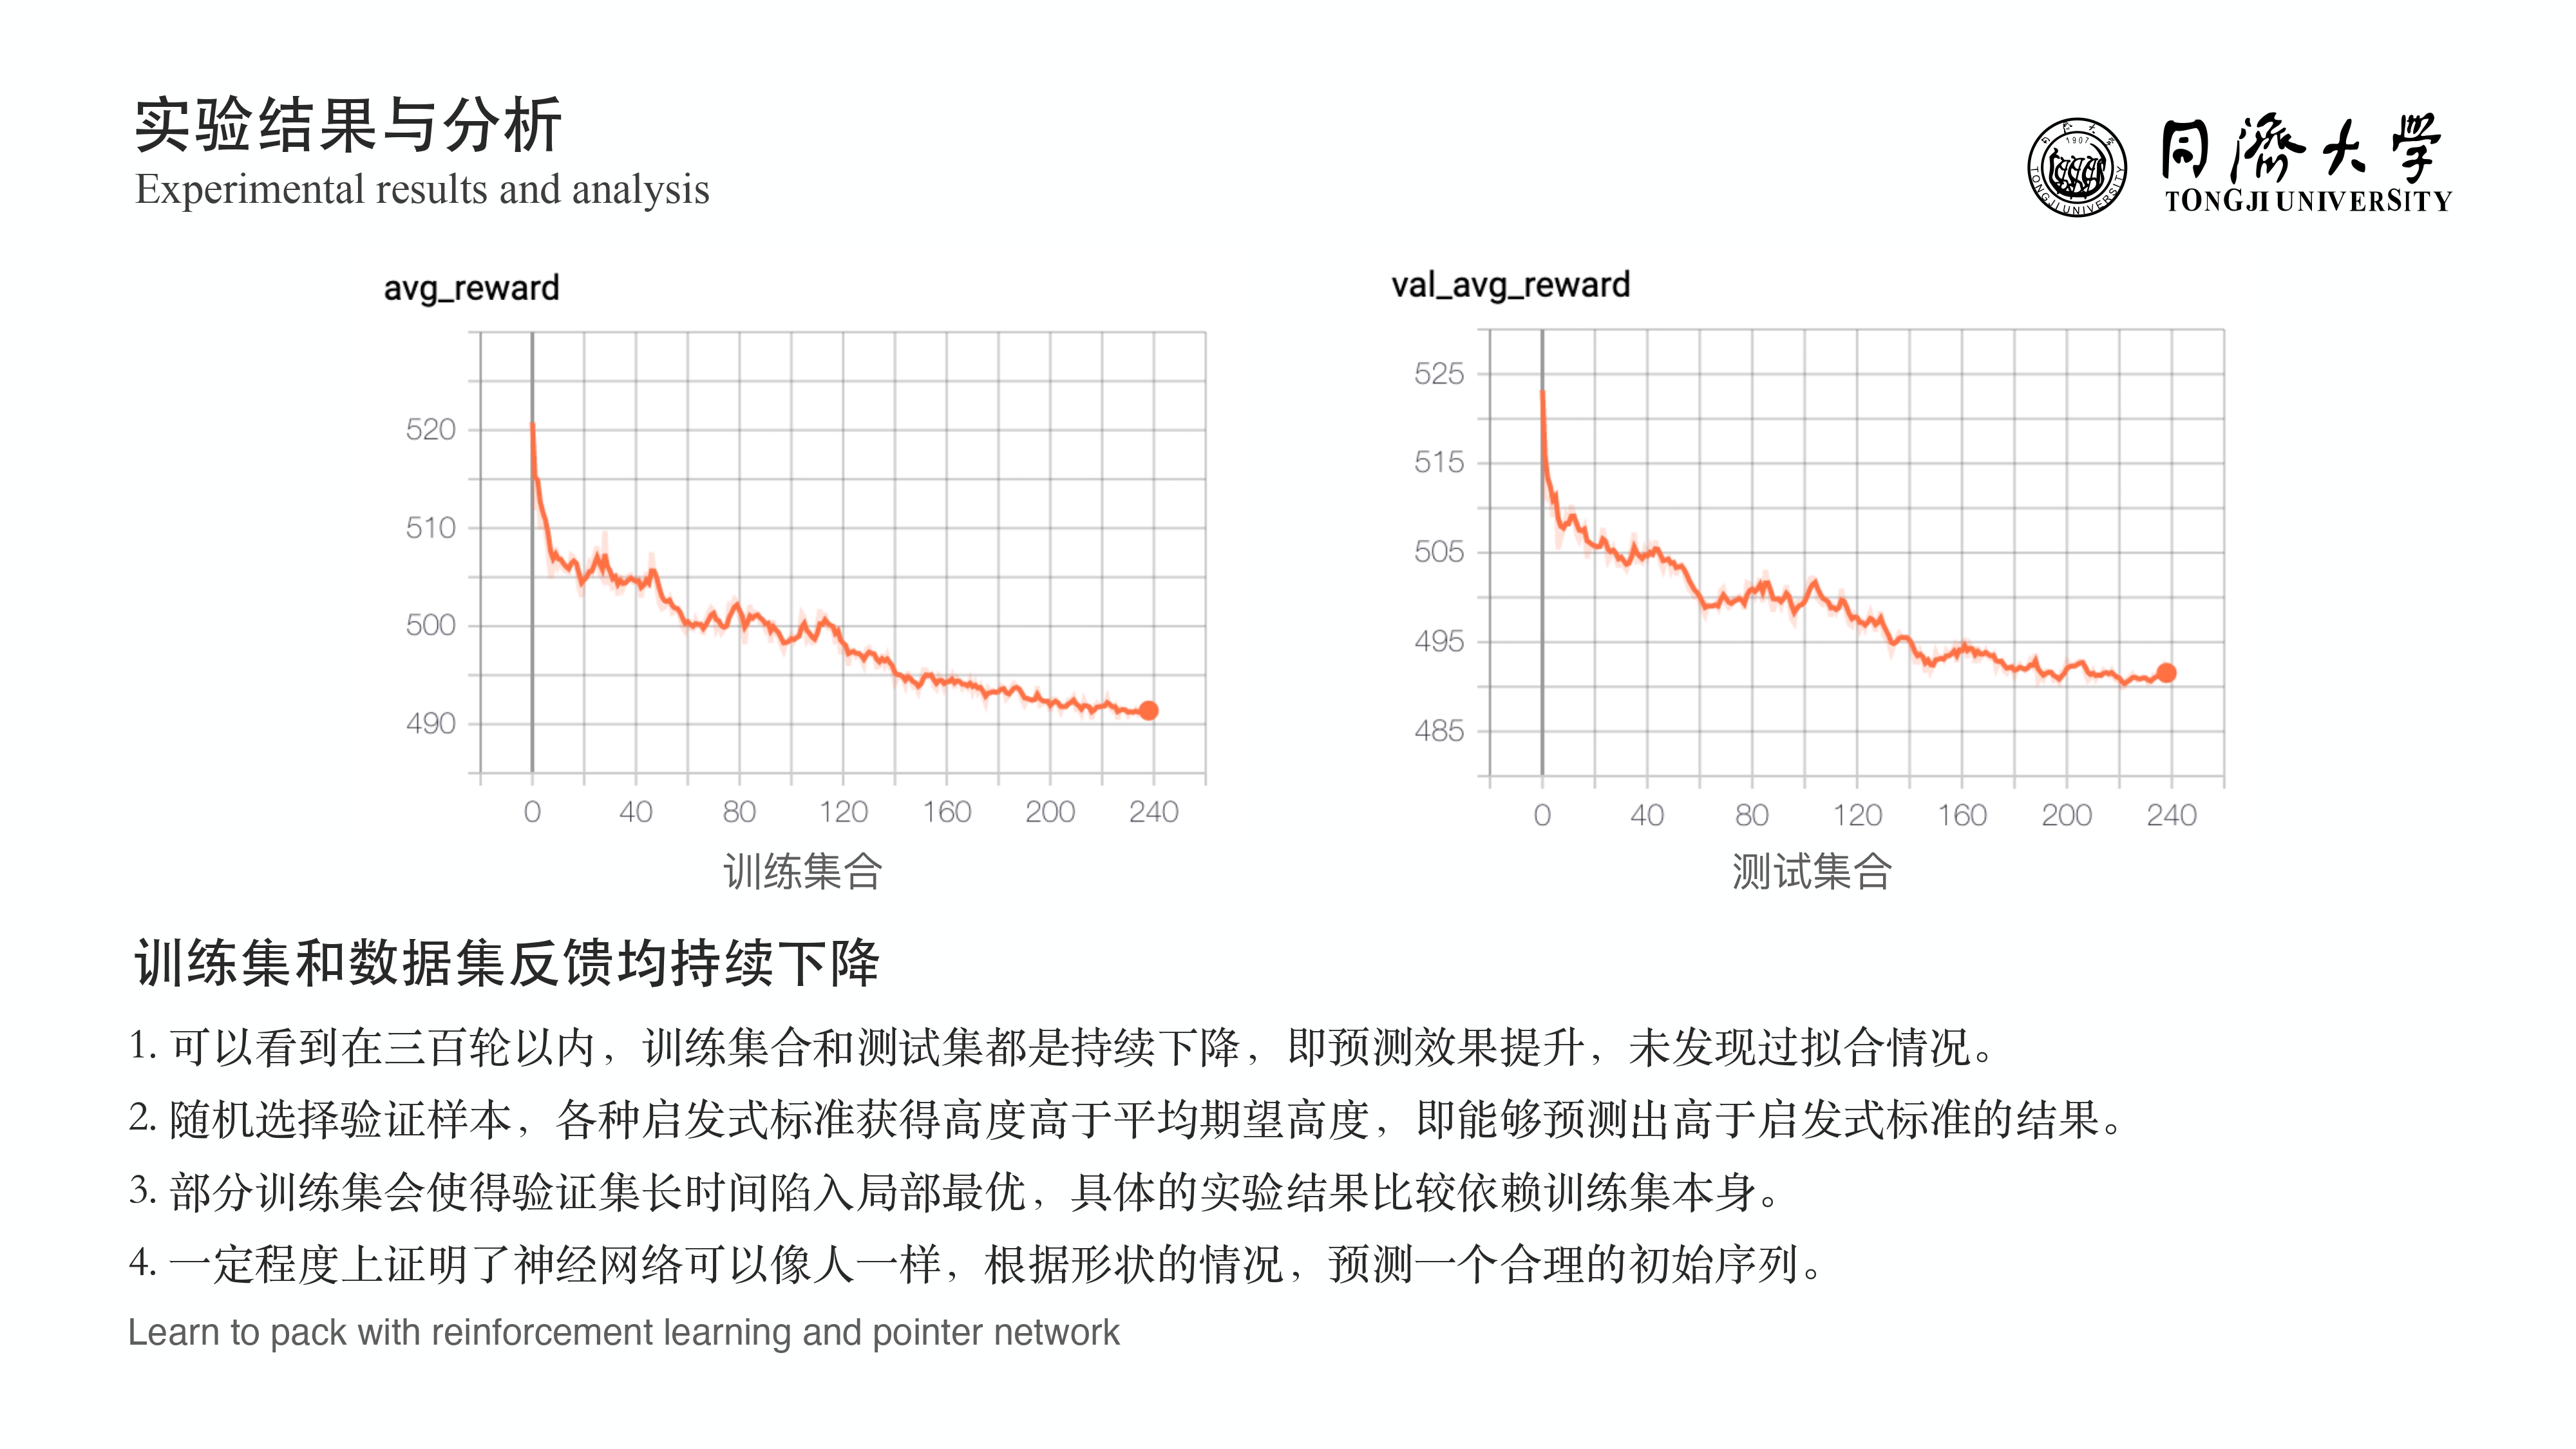 实验结果与分析
Experimental results and analysis
1907
TONGJI UNIVERSITY
同濟大学
TONGJI UNIVERSITY
avg_reward
520
510
500
490
0 40 80 120 160 200 240
训练集合
val_avg_reward
525
515
505
495
485
0 40 80 120 160 200 240
测试集合
训练集和数据集反馈均持续下降
1. 可以看到在三百轮以内，训练集合和测试集都是持续下降，即预测效果提升，未发现过拟合情况。
2. 随机选择验证样本，各种启发式标准获得高度高于平均期望高度，即能够预测出高于启发式标准的结果。
3. 部分训练集会使得验证集长时间陷入局部最优，具体的实验结果比较依赖训练集本身。
4. 一定程度上证明了神经网络可以像人一样，根据形状的情况，预测一个合理的初始序列。
Learn to pack with reinforcement learning and pointer network